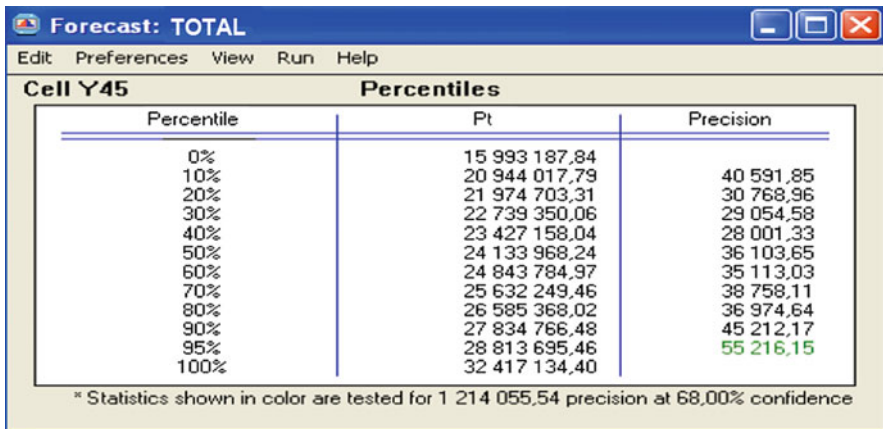 Forecast: TOTAL
Edit Preferences View Run Help
Cell Y45 Percentiles
Percentile Pt Precision
0% 15 993 187,84
10% 20 944 017,79 40 591,85
20% 21 974 703,31 30 768,96
30% 22 739 350,06 29 054,58
40% 23 427 158,04 28 001,33
50% 24 133 968,24 36 103,65
60% 24 843 784,97 35 113,03
70% 25 632 249,46 38 758,11
80% 26 585 368,02 36 974,64
90% 27 834 766,48 45 212,17
95% 28 813 695,46 55 216,15
100% 32 417 134,40
* Statistics shown in color are tested for 1 214 055,54 precision at 68,00% confidence